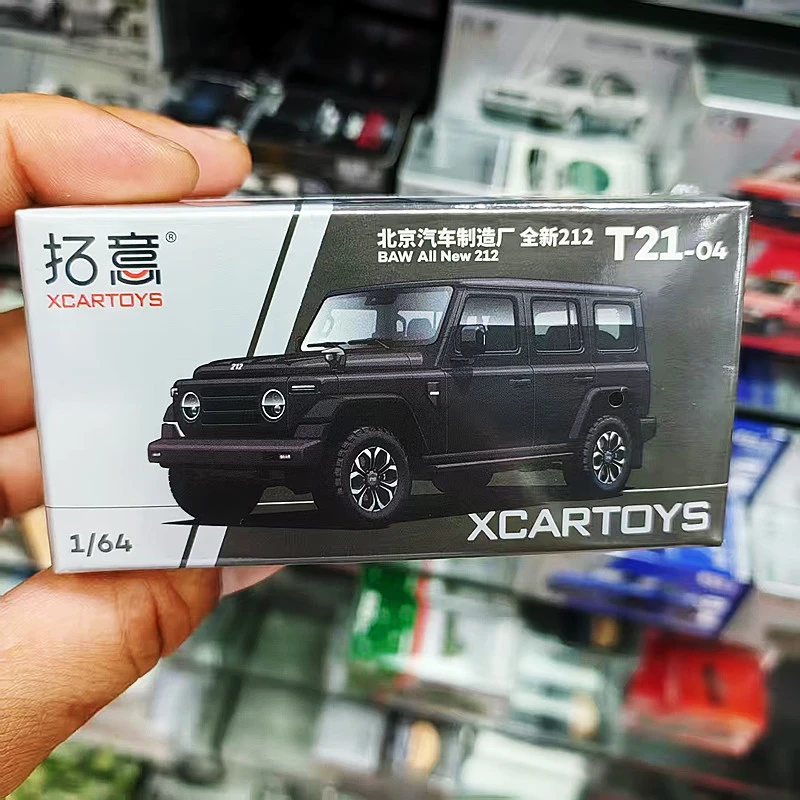 拓意®
XCARTOYS
北京汽车制造厂 全新212
BAW All New 212
T21-04
212
1/64
XCARTOYS